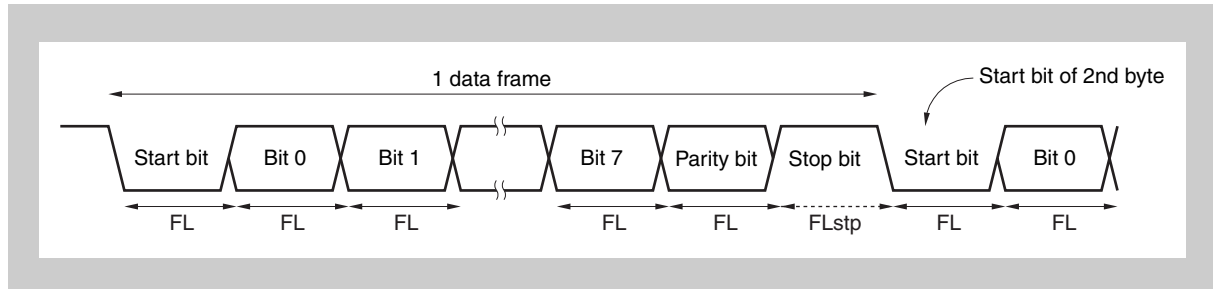 1 data frame
Start bit of 2nd byte
Start bit Bit 0 Bit 1 Bit 7 Parity bit Stop bit Start bit Bit 0
FL FL FL FL FL FLstp FL FL